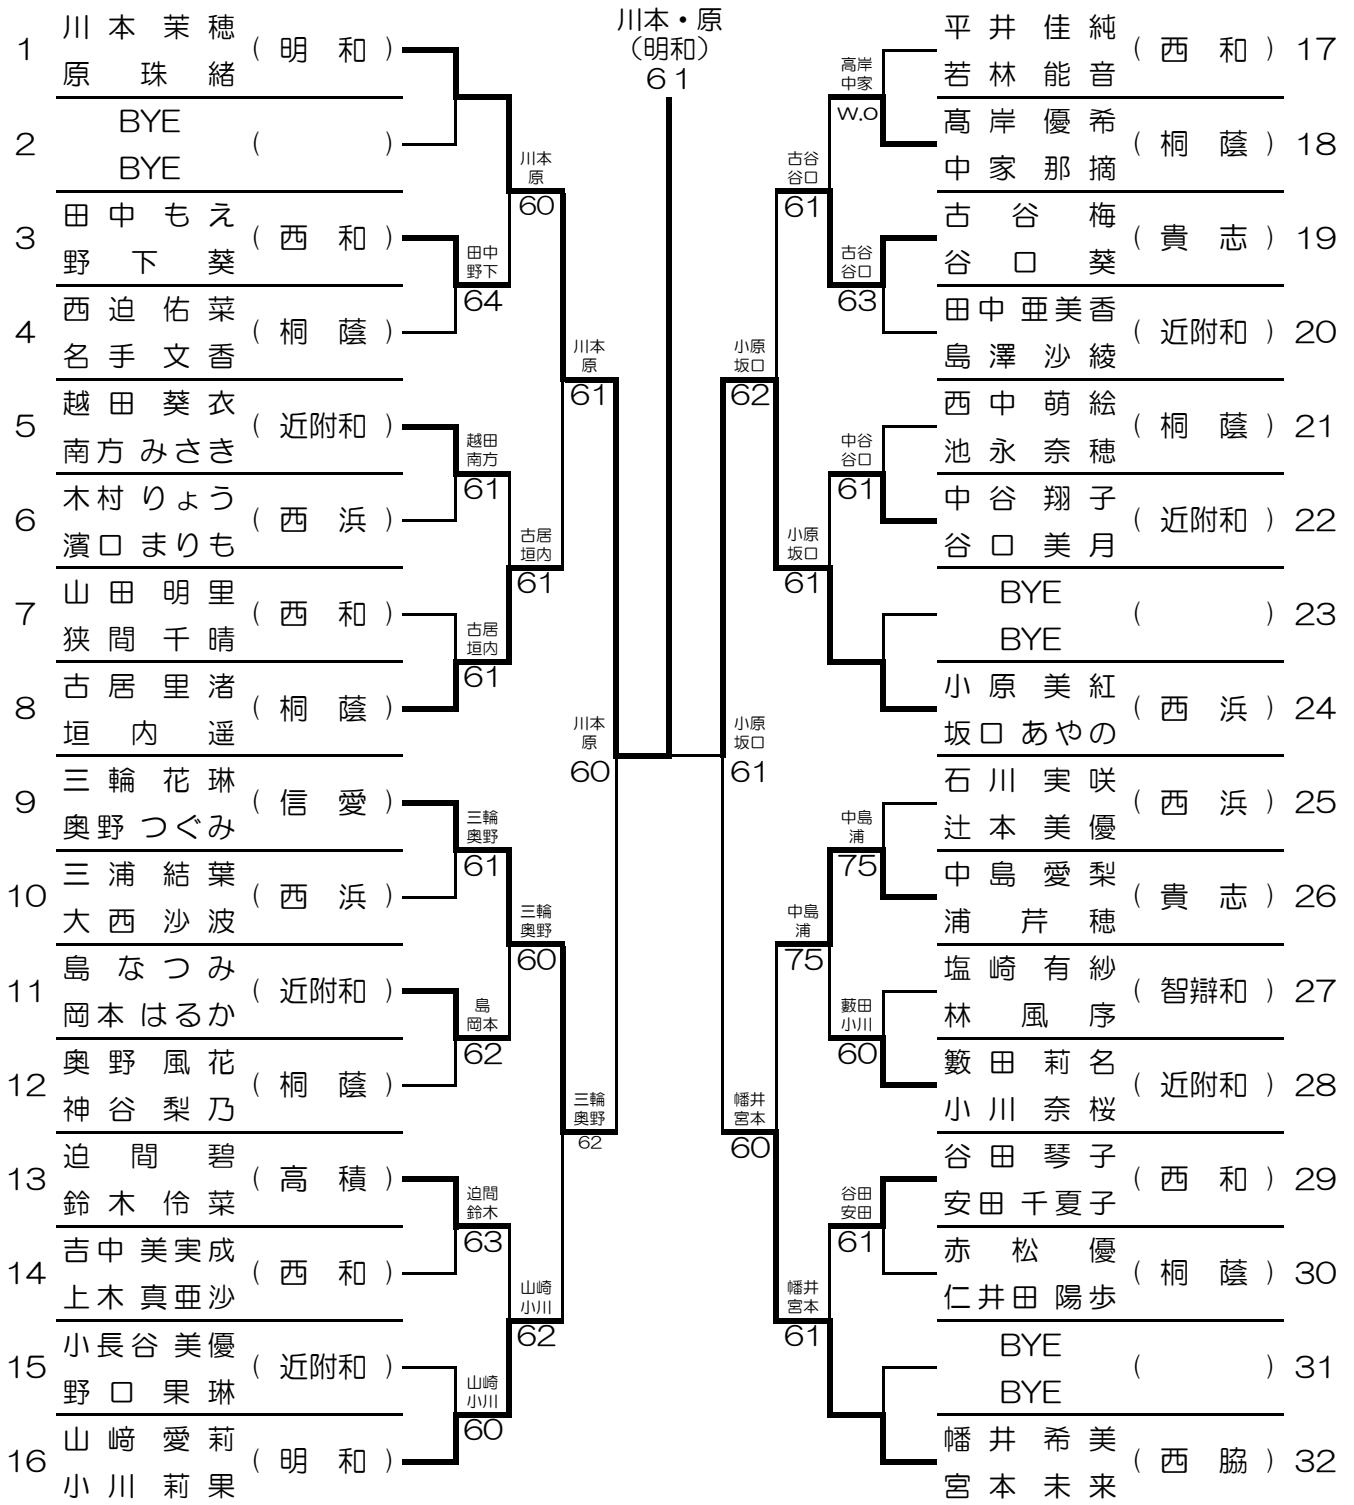 川本・原
（明和）
61
1 川本 茉穂 原 珠緒 ( 明 和 )
2 BYE BYE ( )
3 田中 もえ 野下 葵 ( 西 和 )
4 西迫 佑菜 名手 文香 ( 桐 蔭 )
5 越田 葵衣 南方 みさき ( 近附和 )
6 木村 りょう 濱口 まりも ( 西 浜 )
7 山田 明里 狭間 千晴 ( 西 和 )
8 古居 里渚 垣内 遥 ( 桐 蔭 )
9 三輪 花琳 奥野 つぐみ ( 信 愛 )
10 三浦 結葉 大西 沙波 ( 西 浜 )
11 島 なつみ 岡本 はるか ( 近附和 )
12 奥野 風花 神谷 梨乃 ( 桐 蔭 )
13 迫間 碧 鈴木 伶菜 ( 高 積 )
14 吉中 美実成 上木 真亜沙 ( 西 和 )
15 小長谷 美優 野口 果琳 ( 近附和 )
16 山﨑 愛莉 小川 莉果 ( 明 和 )
田中 野下 64
越田 南方 61
古居 垣内 61
三輪 奥野 61
島 岡本 62
迫間 鈴木 63
山崎 小川 60
川本 原 60
古居 垣内 61
三輪 奥野 60
山崎 小川 62
川本 原 61
三輪 奥野 62
川本 原 60
小原 坂口 61
小原 坂口 62
幡井 宮本 60
古谷 谷口 61
小原 坂口 61
中島 浦 75
幡井 宮本 61
高岸 中家 W.O
古谷 谷口 63
中谷 谷口 61
中島 浦 75
藪田 小川 60
谷田 安田 61
平井 佳純 若林 能音 ( 西 和 ) 17
髙岸 優希 中家 那摘 ( 桐 蔭 ) 18
古谷 梅 谷口 葵 ( 貴 志 ) 19
田中 亜美香 島澤 沙綾 ( 近附和 ) 20
西中 萌絵 池永 奈穂 ( 桐 蔭 ) 21
中谷 翔子 谷口 美月 ( 近附和 ) 22
BYE BYE ( ) 23
小原 美紅 坂口 あやの ( 西 浜 ) 24
石川 実咲 辻本 美優 ( 西 浜 ) 25
中島 愛梨 浦 芹穂 ( 貴 志 ) 26
塩崎 有紗 林 風序 ( 智辯和 ) 27
籔田 莉名 小川 奈桜 ( 近附和 ) 28
谷田 琴子 安田 千夏子 ( 西 和 ) 29
赤松 優 仁井田 陽歩 ( 桐 蔭 ) 30
BYE BYE ( ) 31
幡井 希美 宮本 未来 ( 西 脇 ) 32